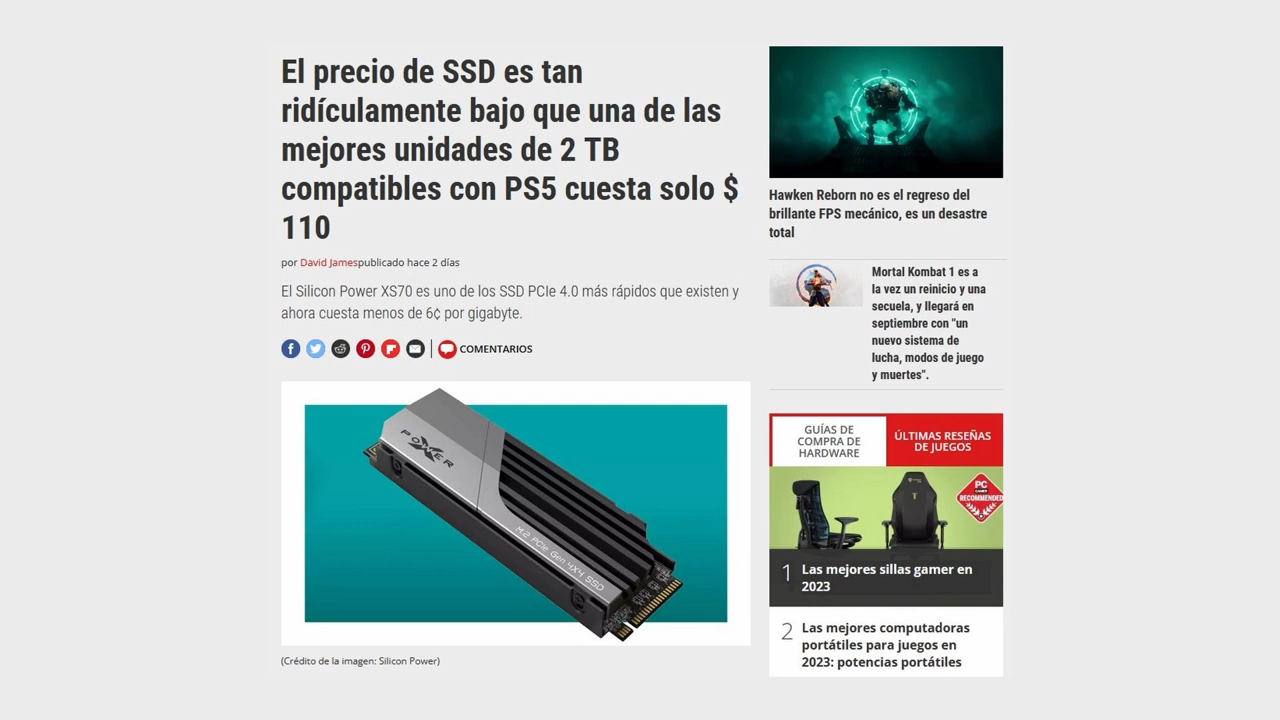 El precio de SSD es tan
ridículamente bajo que una de las
mejores unidades de 2 TB
compatibles con PS5 cuesta solo $
110
por David Jamespublicado hace 2 días
El Silicon Power XS70 es uno de los SSD PCIe 4.0 más rápidos que existen y
ahora cuesta menos de 6¢ por gigabyte.
COMENTARIOS
POWER
M.2 PCIe Gen 4X4 SSD
(Crédito de la imagen: Silicon Power)
Hawken Reborn no es el regreso del
brillante FPS mecánico, es un desastre
total
Mortal Kombat 1 es a
la vez un reinicio y una
secuela, y llegará en
septiembre con "un
nuevo sistema de
lucha, modos de juego
y muertes".
GUÍAS DE
COMPRA DE
HARDWARE
ÚLTIMAS RESEÑAS
DE JUEGOS
PC
GAMER
RECOMMENDED
1 Las mejores sillas gamer en
2023
2 Las mejores computadoras
portátiles para juegos en
2023: potencias portátiles